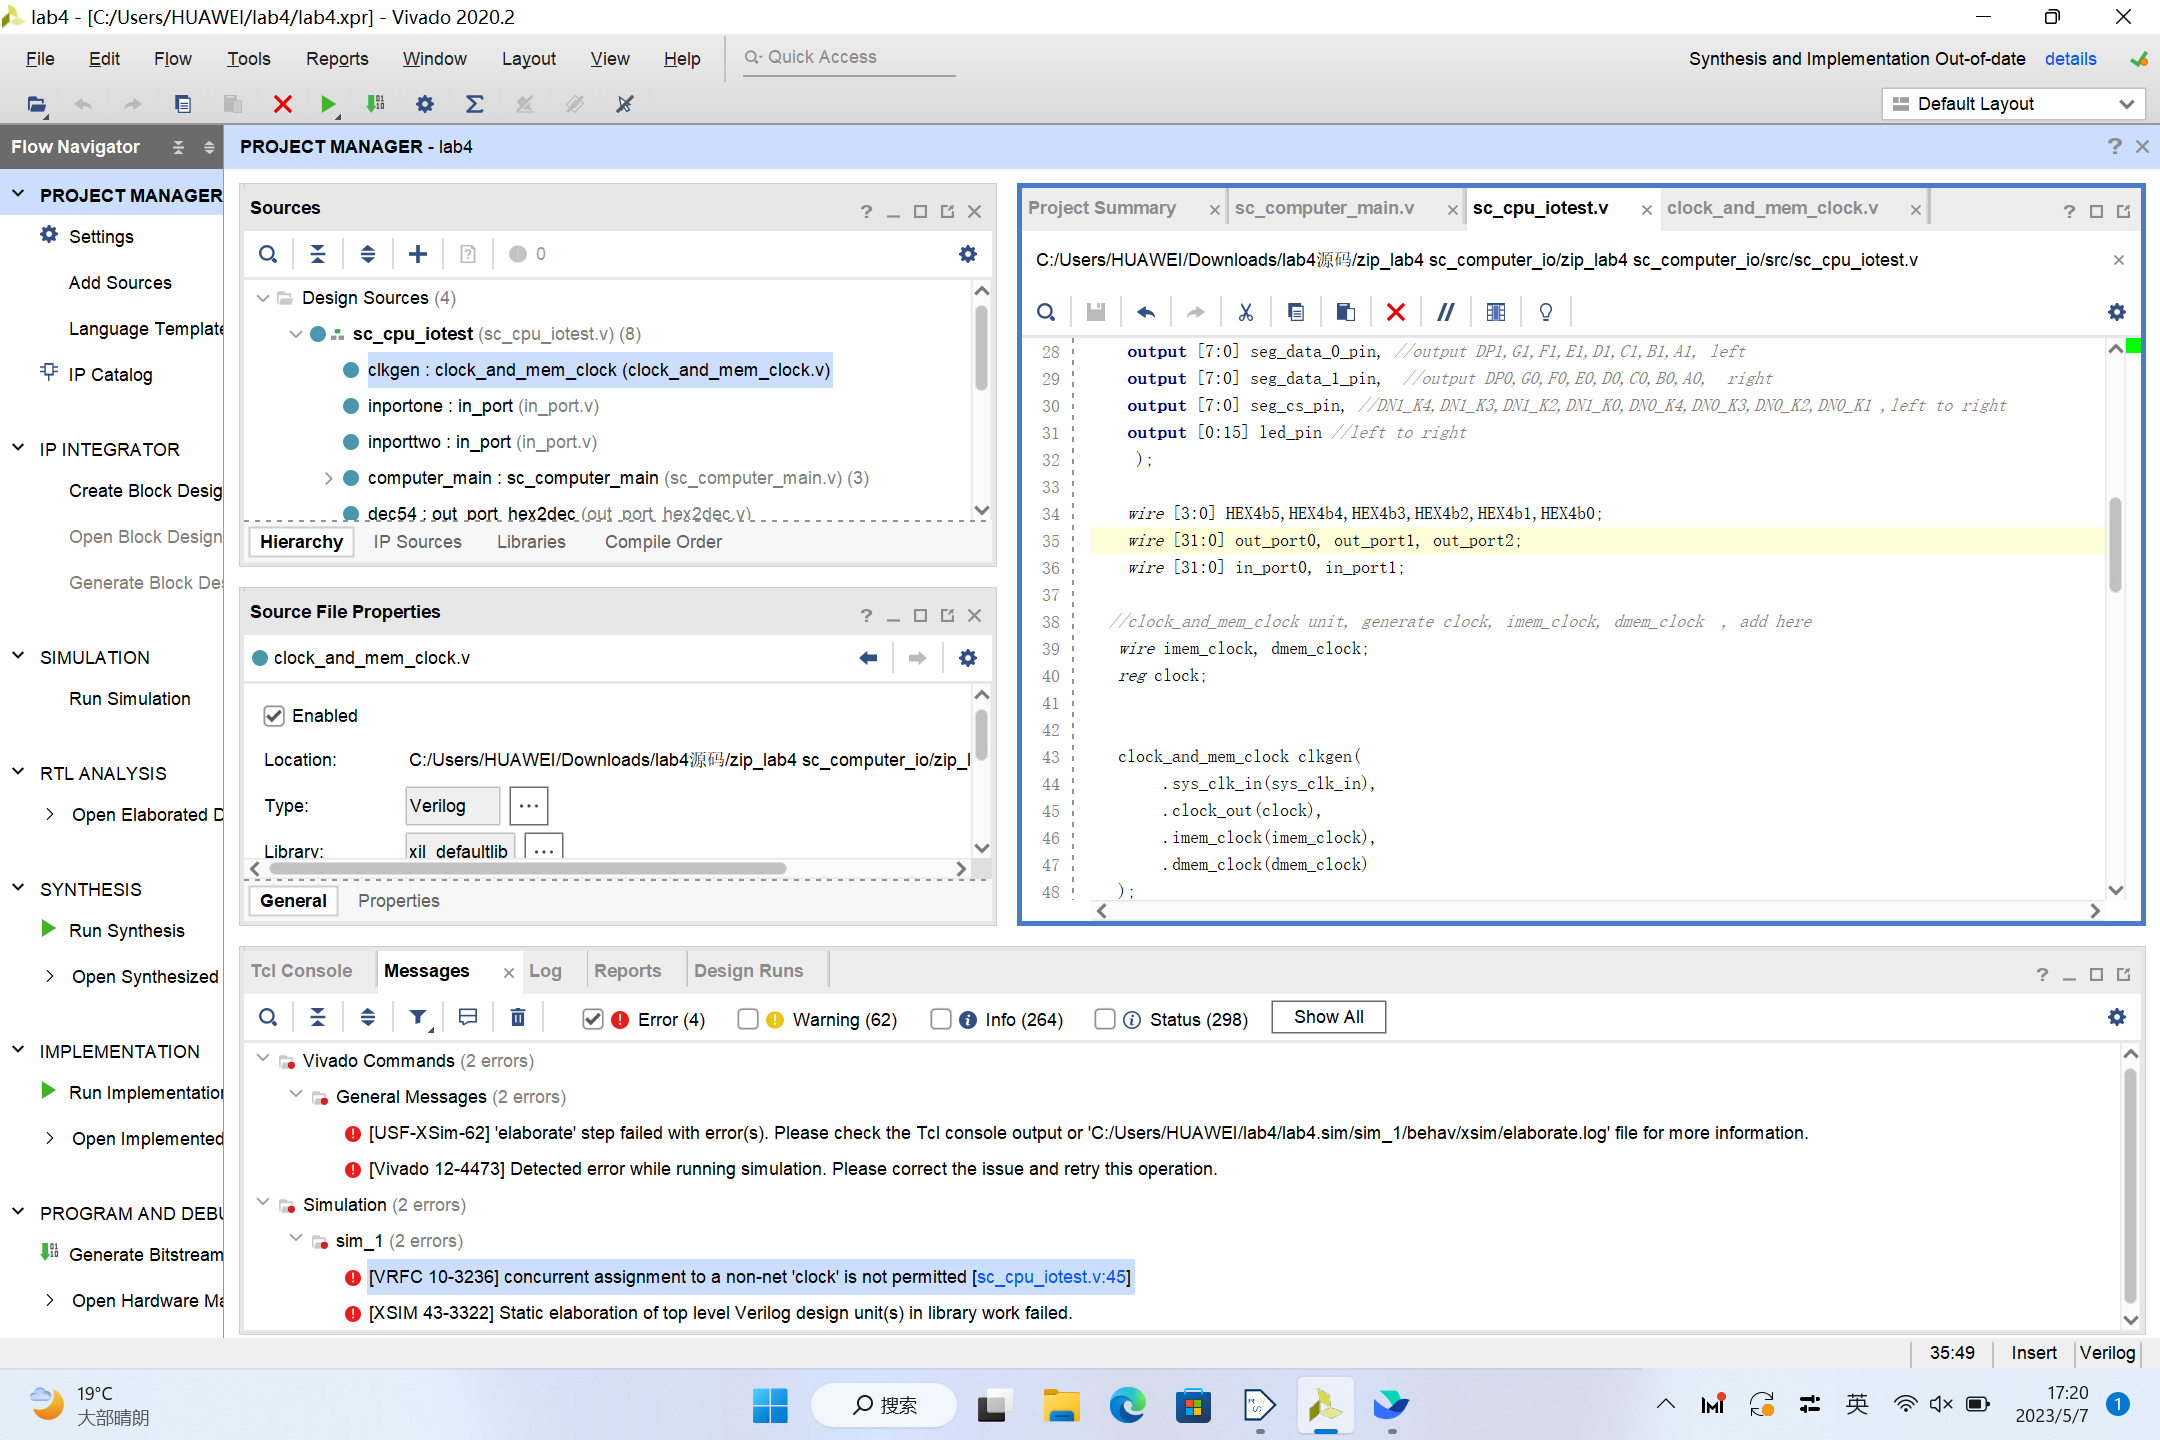 lab4 - [C:/Users/HUAWEI/lab4/lab4.xpr] - Vivado 2020.2
File Edit Flow Tools Reports Window Layout View Help Quick Access
Synthesis and Implementation Out-of-date details
Default Layout
Flow Navigator
PROJECT MANAGER - lab4
PROJECT MANAGER
Settings
Add Sources
Language Template
IP Catalog
IP INTEGRATOR
Create Block Desig
Open Block Design
Generate Block De
SIMULATION
Run Simulation
RTL ANALYSIS
Open Elaborated D
SYNTHESIS
Run Synthesis
Open Synthesized
IMPLEMENTATION
Run Implementatio
Open Implemented
PROGRAM AND DEBU
Generate Bitstream
Open Hardware Ma
Sources
0
Design Sources (4)
sc_cpu_iotest (sc_cpu_iotest.v) (8)
clkgen : clock_and_mem_clock (clock_and_mem_clock.v)
inportone : in_port (in_port.v)
inporttwo : in_port (in_port.v)
computer_main : sc_computer_main (sc_computer_main.v) (3)
dec54 : out_port_hex2dec (out_port_hex2dec.v)
Hierarchy IP Sources Libraries Compile Order
Source File Properties
clock_and_mem_clock.v
Enabled
Location: C:/Users/HUAWEI/Downloads/lab4源码/zip_lab4 sc_computer_io/zip_l
Type: Verilog ...
Library: xil_defaultlib ...
General Properties
Project Summary sc_computer_main.v sc_cpu_iotest.v clock_and_mem_clock.v
C:/Users/HUAWEI/Downloads/lab4源码/zip_lab4 sc_computer_io/zip_lab4 sc_computer_io/src/sc_cpu_iotest.v
28 output [7:0] seg_data_0_pin, //output DP1,G1,F1,E1,D1,C1,B1,A1, left
29 output [7:0] seg_data_1_pin, //output DP0,G0,F0,E0,D0,C0,B0,A0, right
30 output [7:0] seg_cs_pin, //DN1_K4,DN1_K3,DN1_K2,DN1_K0,DN0_K4,DN0_K3,DN0_K2,DN0_K1 ,left to right
31 output [0:15] led_pin //left to right
32 );
33
34 wire [3:0] HEX4b5,HEX4b4,HEX4b3,HEX4b2,HEX4b1,HEX4b0;
35 wire [31:0] out_port0, out_port1, out_port2;
36 wire [31:0] in_port0, in_port1;
37
38 //clock_and_mem_clock unit, generate clock, imem_clock, dmem_clock , add here
39 wire imem_clock, dmem_clock;
40 reg clock;
41
42
43 clock_and_mem_clock clkgen(
44 .sys_clk_in(sys_clk_in),
45 .clock_out(clock),
46 .imem_clock(imem_clock),
47 .dmem_clock(dmem_clock)
48 );
Tcl Console Messages Log Reports Design Runs
Error (4) Warning (62) Info (264) Status (298) Show All
Vivado Commands (2 errors)
General Messages (2 errors)
[USF-XSim-62] 'elaborate' step failed with error(s). Please check the Tcl console output or 'C:/Users/HUAWEI/lab4/lab4.sim/sim_1/behav/xsim/elaborate.log' file for more information.
[Vivado 12-4473] Detected error while running simulation. Please correct the issue and retry this operation.
Simulation (2 errors)
sim_1 (2 errors)
[VRFC 10-3236] concurrent assignment to a non-net 'clock' is not permitted [sc_cpu_iotest.v:45]
[XSIM 43-3322] Static elaboration of top level Verilog design unit(s) in library work failed.
35:49 Insert Verilog
19°C
大部晴朗
搜索
英
17:20
2023/5/7
1